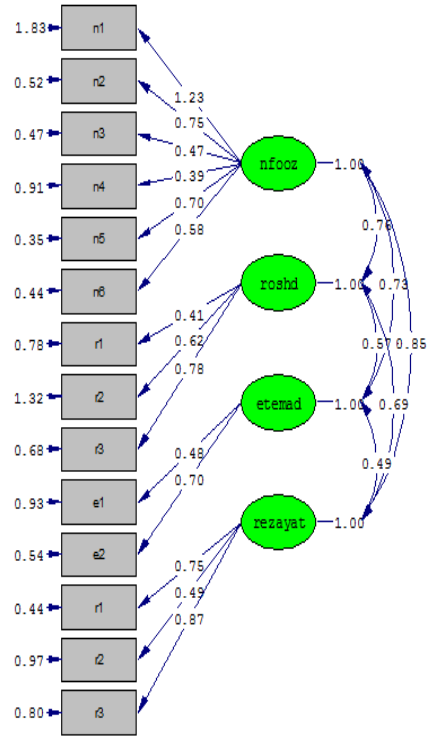 1.83 n1
0.52 n2
1.23
0.75
0.47 n3
0.47
nfooz 1.00
0.91 n4
0.39
0.70
0.35 n5
0.58
0.76
0.44 n6
roshd 1.00 0.73
0.41
0.78 r1
0.62
0.57 0.85
0.78
1.32 r2
etemad 1.00 0.69
0.68 r3
0.48
0.49
0.70
0.93 e1
rezayat 1.00
0.54 e2
0.75
0.49
0.44 r1
0.87
0.97 r2
0.80 r3